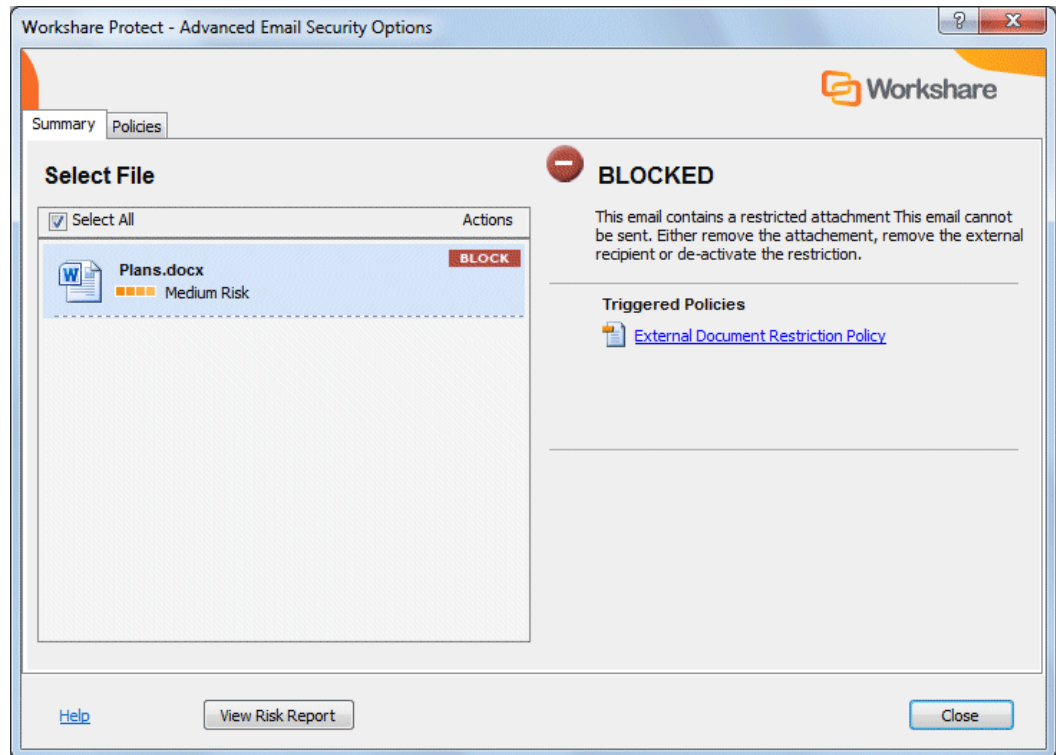 Workshare Protect - Advanced Email Security Options
Workshare
Summary
Policies
Select File
Select All
Actions
Plans.docx
BLOCK
Medium Risk
BLOCKED
This email contains a restricted attachment This email cannot
be sent. Either remove the attachement, remove the external
recipient or de-activate the restriction.
Triggered Policies
External Document Restriction Policy
Help
View Risk Report
Close